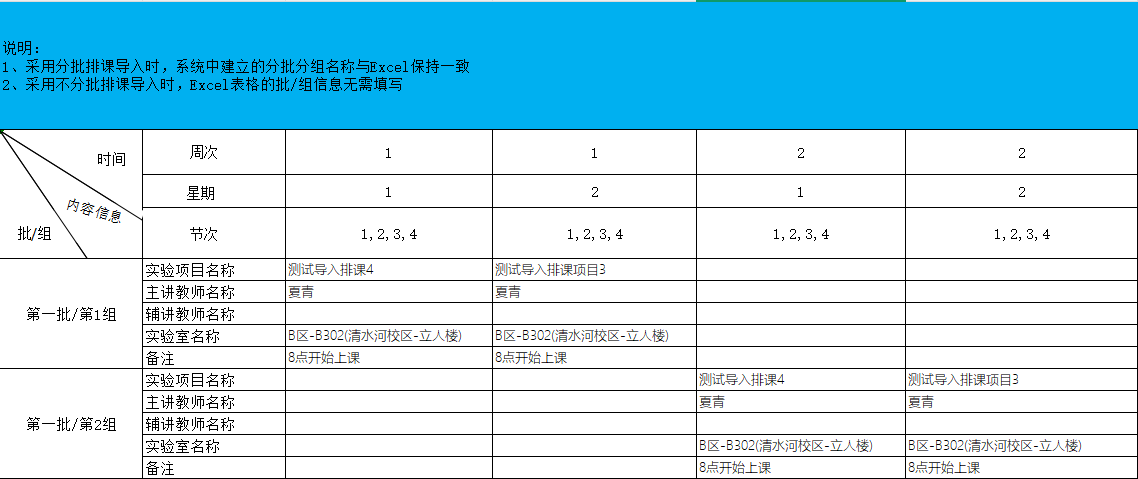 说明：
1、采用分批排课导入时，系统中建立的分批分组名称与Excel保持一致
2、采用不分批排课导入时，Excel表格的批/组信息无需填写
时间 周次 1 1 2 2
内容信息 星期 1 2 1 2
批/组 节次 1,2,3,4 1,2,3,4 1,2,3,4 1,2,3,4
实验项目名称 测试导入排课4 测试导入排课项目3
主讲教师名称 夏青 夏青
第一批/第1组 辅讲教师名称
实验室名称 B区-B302(清水河校区-立人楼) B区-B302(清水河校区-立人楼)
备注 8点开始上课 8点开始上课
实验项目名称 测试导入排课4 测试导入排课项目3
主讲教师名称 夏青 夏青
第一批/第2组 辅讲教师名称
实验室名称 B区-B302(清水河校区-立人楼) B区-B302(清水河校区-立人楼)
备注 8点开始上课 8点开始上课